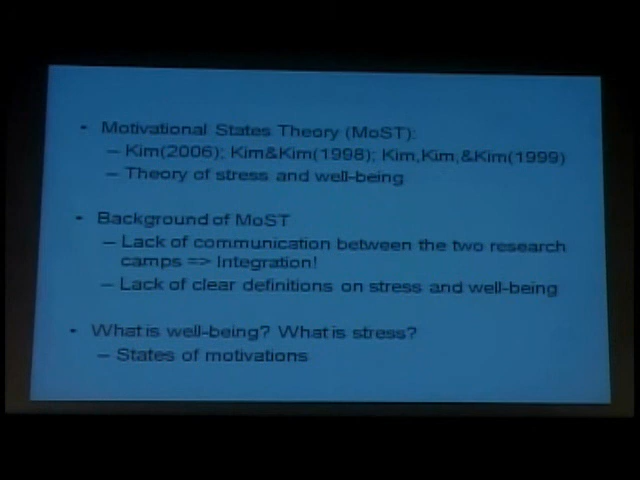 • Motivational States Theory (MoST):
– Kim(2006); Kim&Kim(1998); Kim,Kim,&Kim(1999)
– Theory of stress and well-being
• Background of MoST
– Lack of communication between the two research
camps => Integration!
– Lack of clear definitions on stress and well-being
• What is well-being? What is stress?
– States of motivations